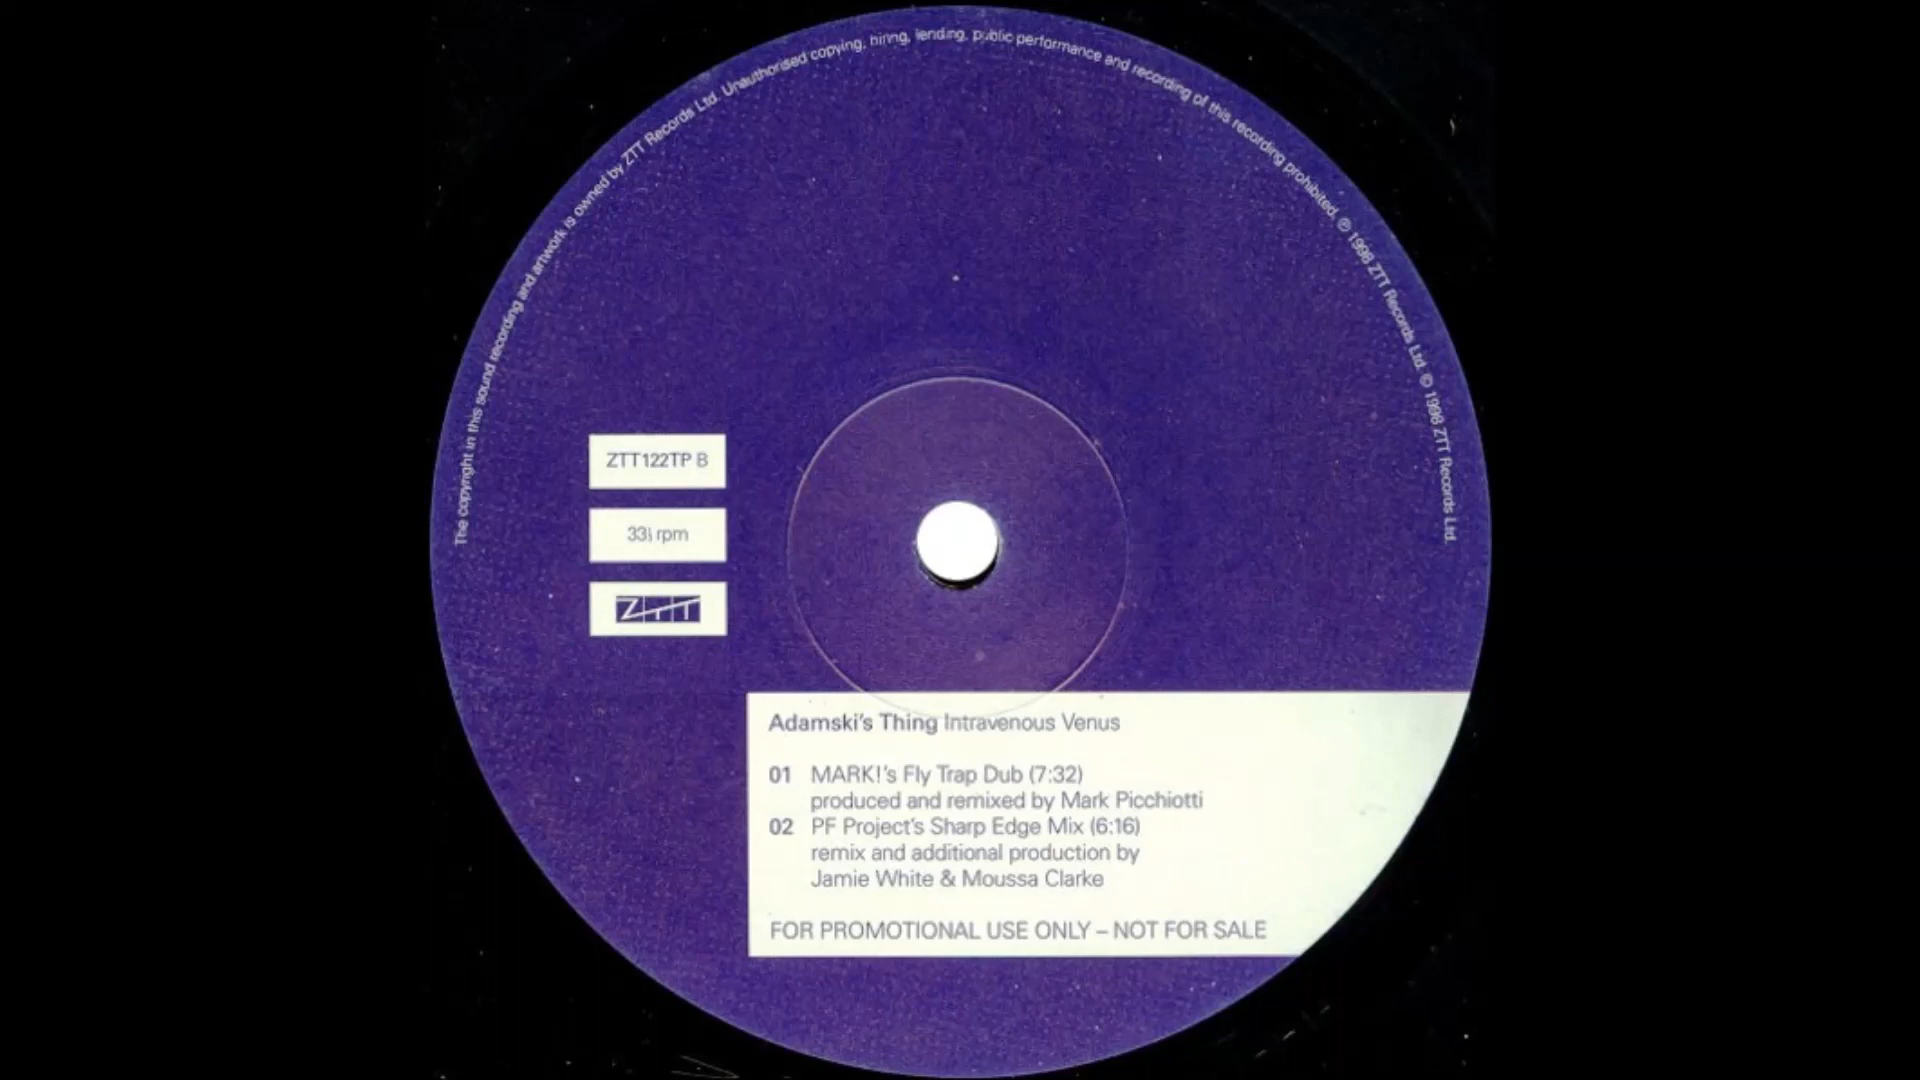 The copyright in this sound recording and artwork is owned by ZTT Records Ltd. Unauthorised copying, hiring, lending, public performance and recording of this recording prohibited. ℗ 1998 ZTT Records Ltd. © 1998 ZTT Records Ltd.
ZTT122TP B
33⅓ rpm
ZTT
Adamski's Thing Intravenous Venus
01 MARK!'s Fly Trap Dub (7:32)
produced and remixed by Mark Picchiotti
02 PF Project's Sharp Edge Mix (6:16)
remix and additional production by
Jamie White & Moussa Clarke
FOR PROMOTIONAL USE ONLY – NOT FOR SALE